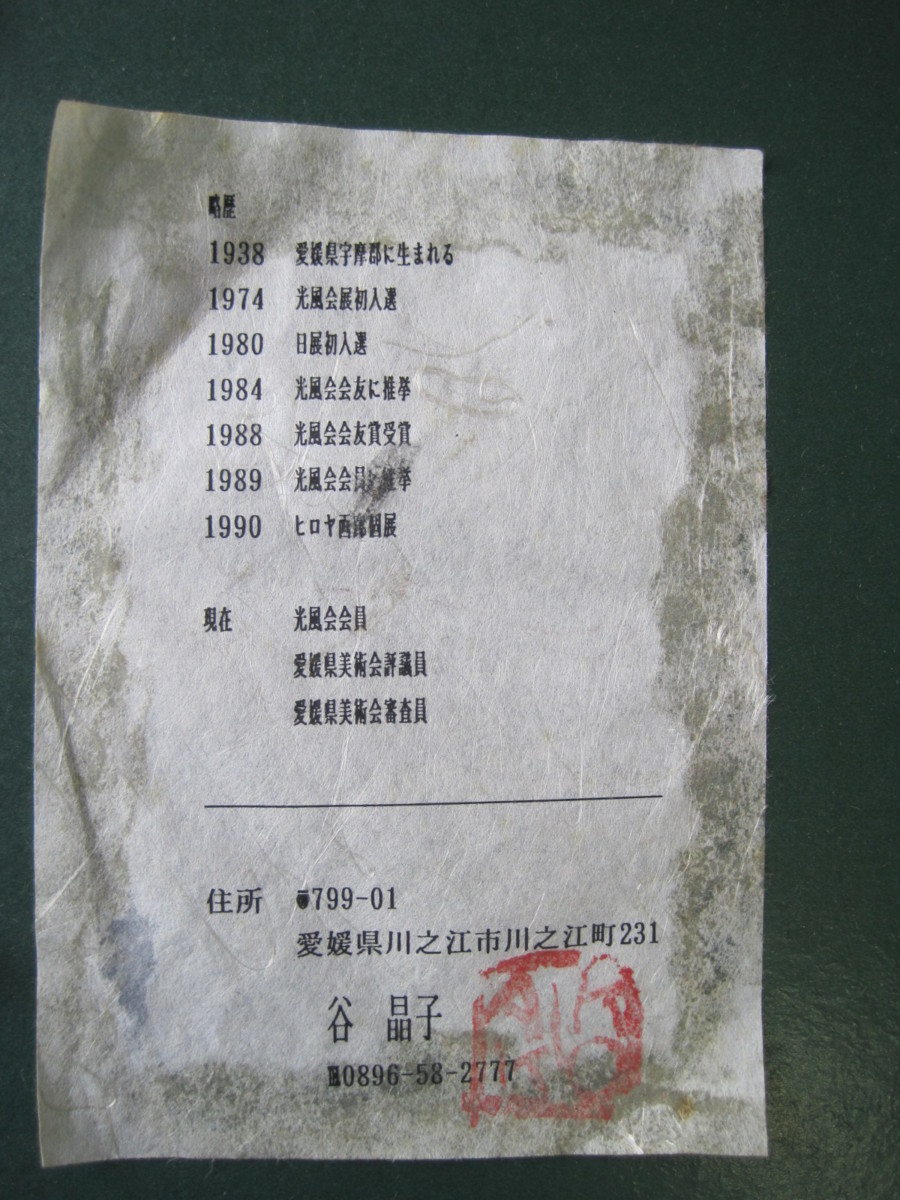 略歴
1938 愛媛県宇摩郡に生まれる
1974 光風会展初入選
1980 日展初入選
1984 光風会会友に推挙
1988 光風会会友賞受賞
1989 光風会会員に推挙
1990 ヒロヤ画廊個展
現在 光風会会員
愛媛県美術会評議員
愛媛県美術会審査員
住所 〠799-01
愛媛県川之江市川之江町231
谷 晶子
℡0896-58-2777